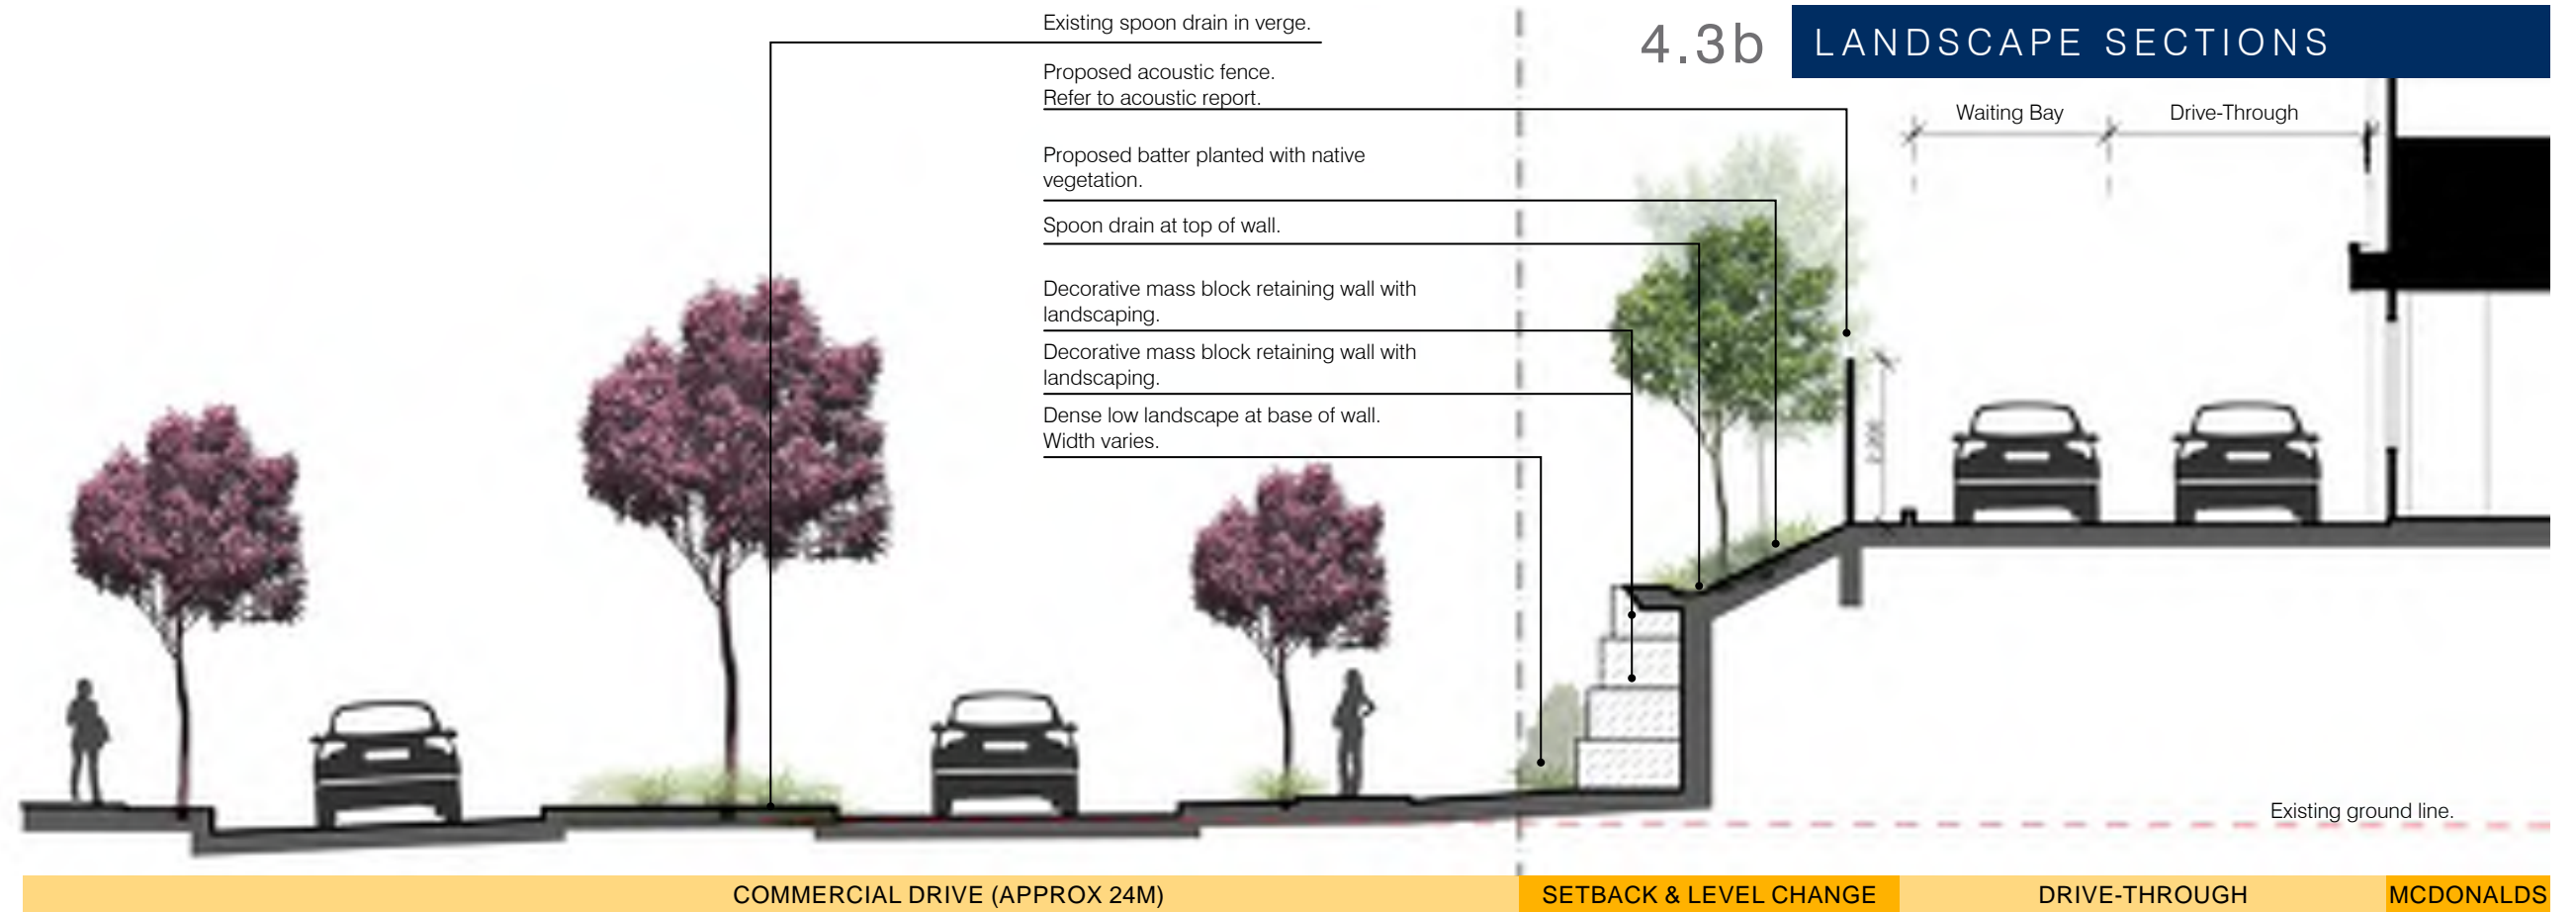 4.3b
LANDSCAPE SECTIONS
Existing spoon drain in verge.
Proposed acoustic fence.
Refer to acoustic report.
Proposed batter planted with native
vegetation.
Spoon drain at top of wall.
Decorative mass block retaining wall with
landscaping.
Decorative mass block retaining wall with
landscaping.
Dense low landscape at base of wall.
Width varies.
Waiting Bay
Drive-Through
Existing ground line.
COMMERCIAL DRIVE (APPROX 24M)
SETBACK & LEVEL CHANGE
DRIVE-THROUGH
MCDONALDS